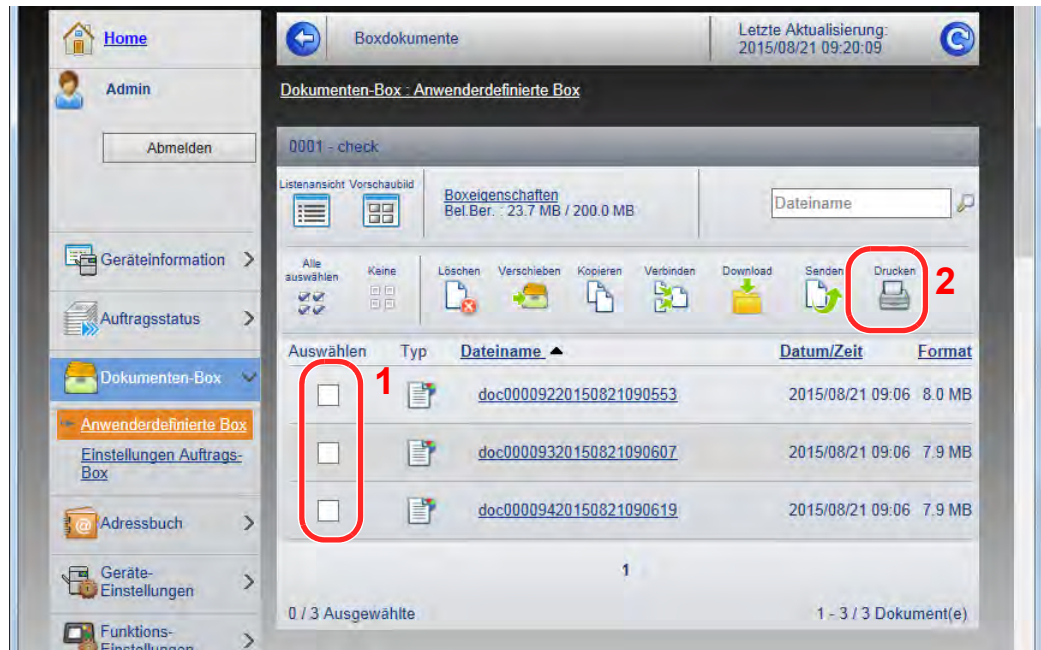 Home
Admin
Abmelden
Geräteinformation
Auftragsstatus
Dokumenten-Box
Anwenderdefinierte Box
Einstellungen Auftrags-
Box
Adressbuch
Geräte-
Einstellungen
Funktions-
Einstellungen
Boxdokumente
Letzte Aktualisierung:
2015/08/21 09:20:09
Dokumenten-Box : Anwenderdefinierte Box
0001 - check
Listenansicht Vorschaubild
Boxeigenschaften
Bel.Ber. : 23.7 MB / 200.0 MB
Dateiname
Alle
auswählen
Keine
Löschen Verschieben Kopieren Verbinden Download Senden Drucken
2
Auswählen Typ Dateiname Datum/Zeit Format
1
doc00009220150821090553 2015/08/21 09:06 8.0 MB
doc00009320150821090607 2015/08/21 09:06 7.9 MB
doc00009420150821090619 2015/08/21 09:06 7.9 MB
1
0 / 3 Ausgewählte 1 - 3 / 3 Dokument(e)